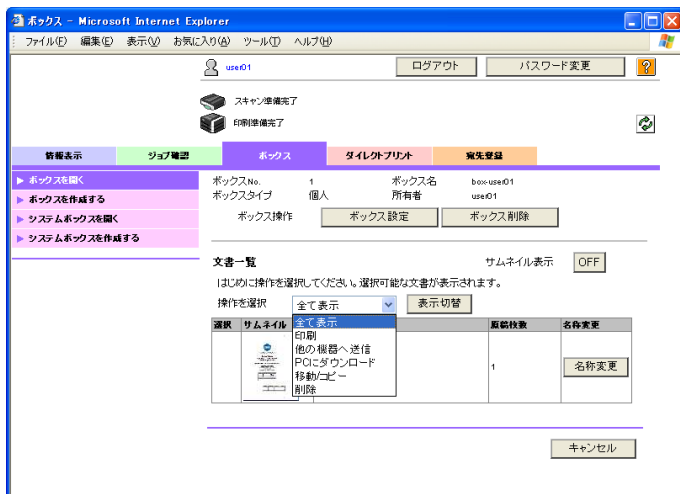 ボックス - Microsoft Internet Explorer
ファイル(F) 編集(E) 表示(V) お気に入り(A) ツール(T) ヘルプ(H)
user01 ログアウト パスワード変更 ?
スキャン準備完了
印刷準備完了
情報表示 ジョブ確認 ボックス ダイレクトプリント 宛先登録
ボックスを開く
ボックスを作成する
システムボックスを開く
システムボックスを作成する
ボックスNo. 1 ボックス名 box-user01
ボックスタイプ 個人 所有者 user01
ボックス操作 ボックス設定 ボックス削除
文書一覧 サムネイル表示 OFF
はじめに操作を選択してください。選択可能な文書が表示されます。
操作を選択 全て表示 表示切替
選択 サムネイル 原稿枚数 名称変更
全て表示
印刷
他の機器へ送信
PCにダウンロード
移動/コピー
削除
1 名称変更
キャンセル